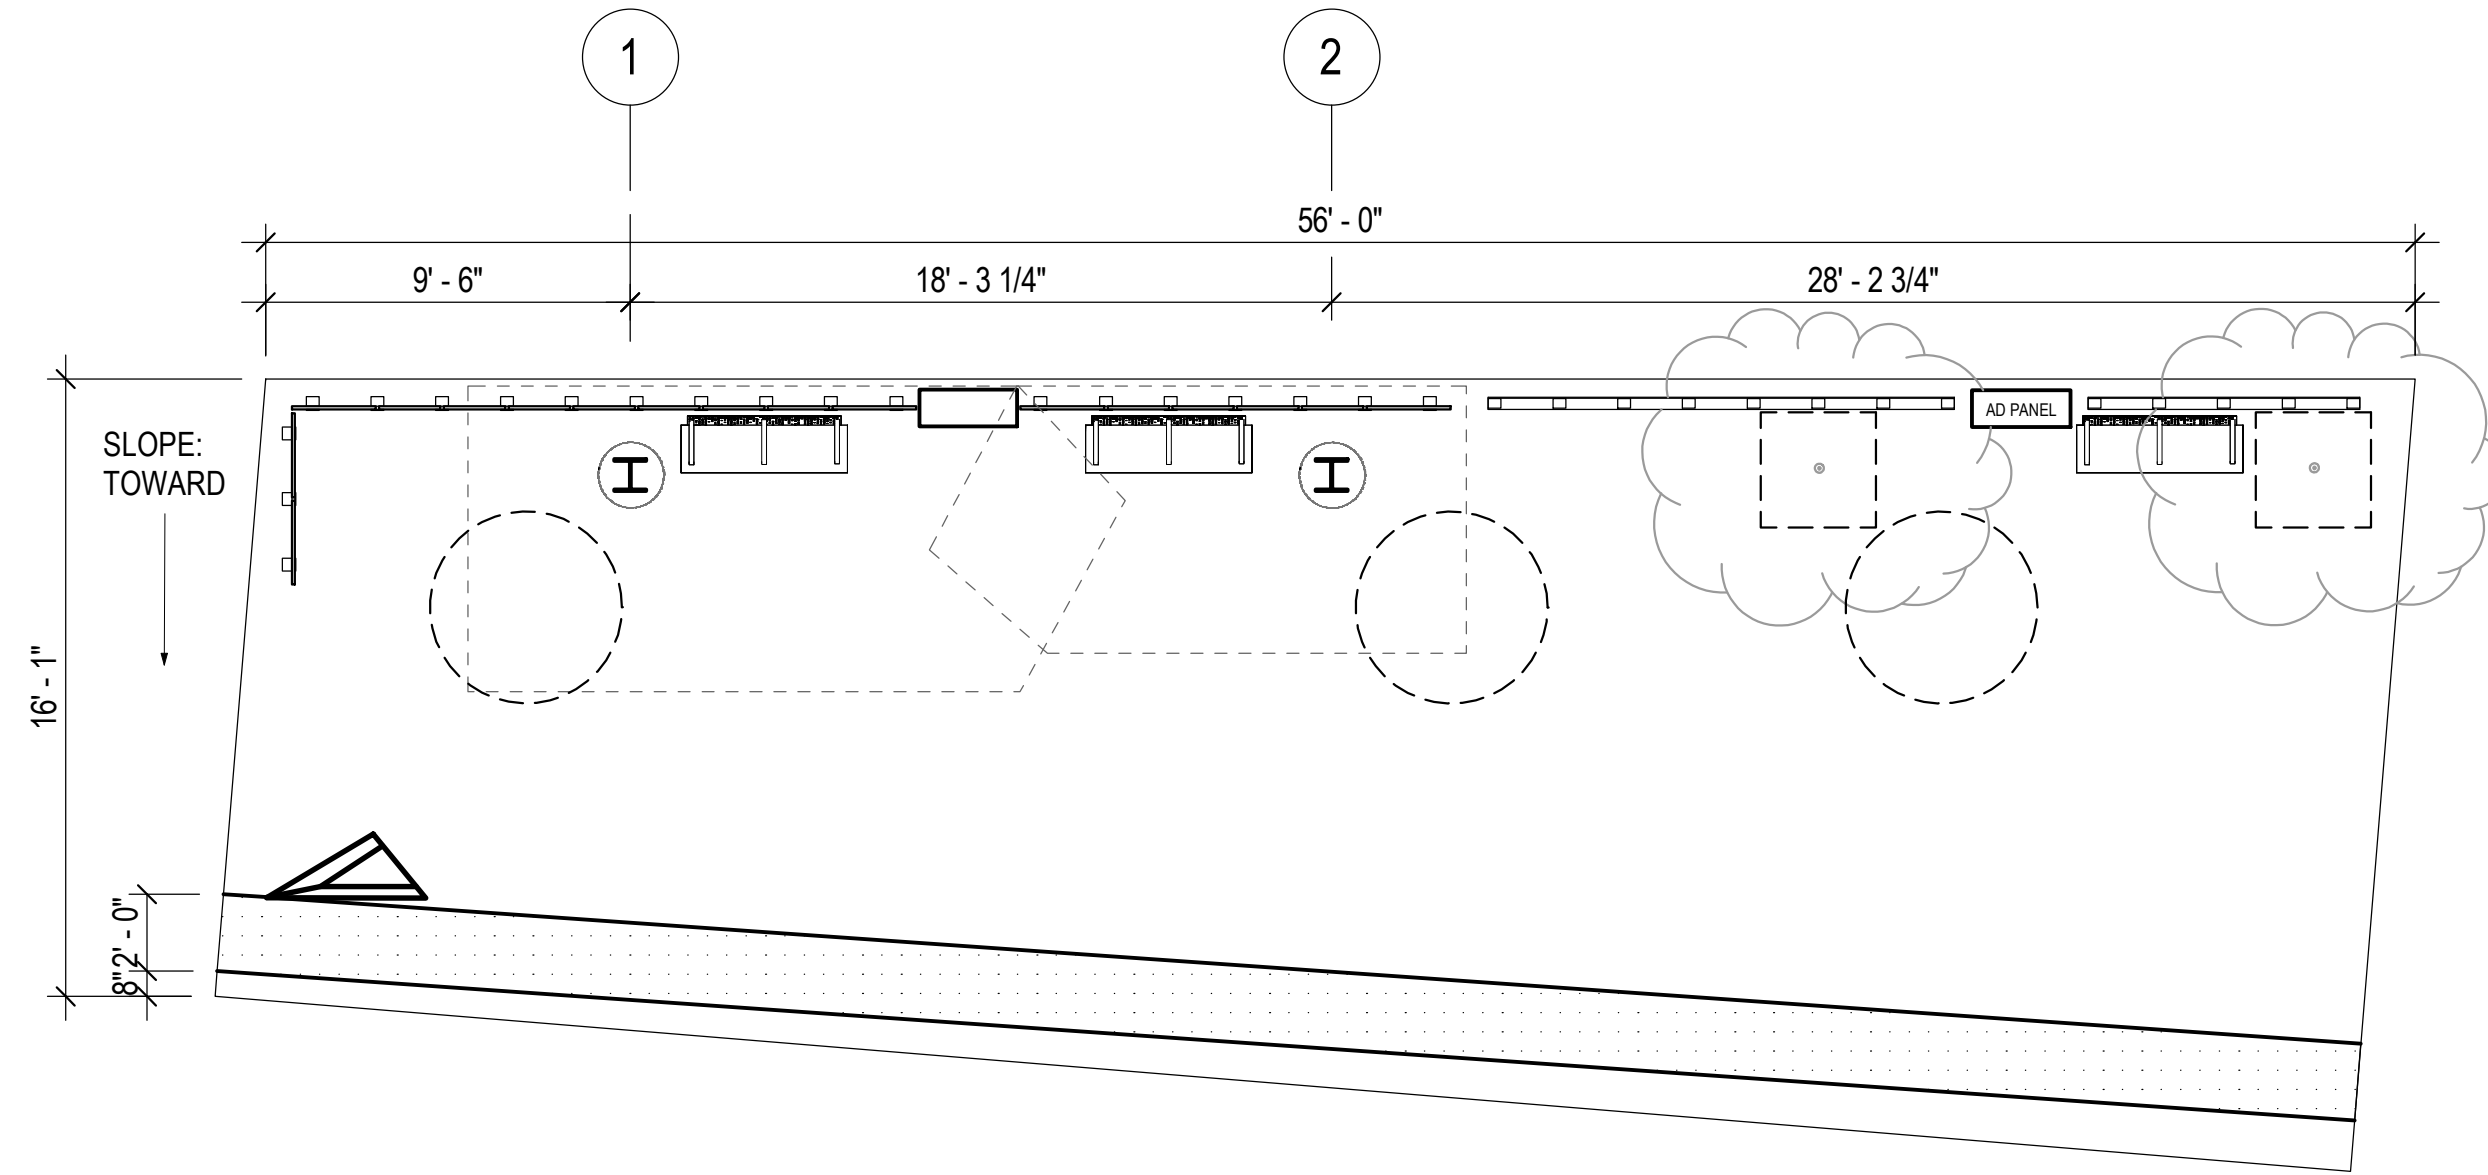 1
2
56' - 0"
9' - 6"
18' - 3 1/4"
28' - 2 3/4"
AD PANEL
SLOPE:
TOWARD
16' - 1"
2' - 0"
8"